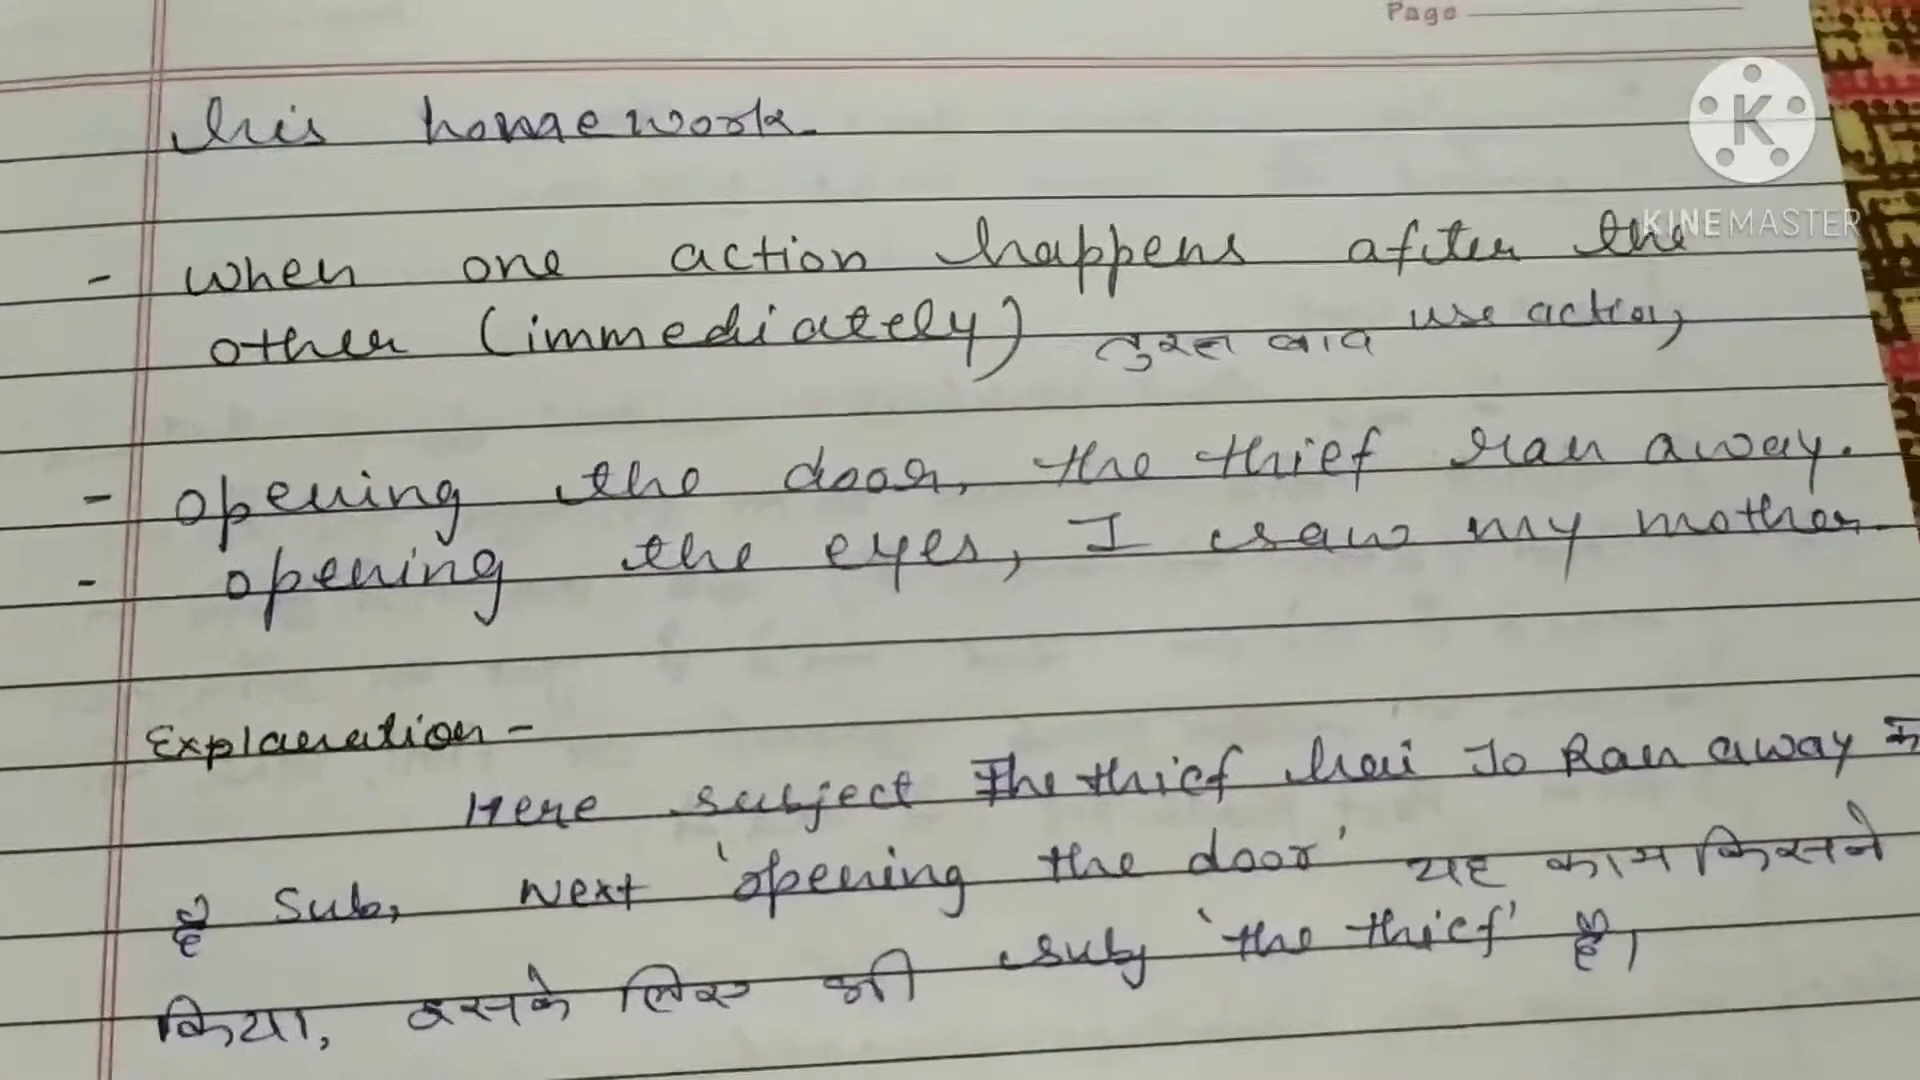 Page
his homework.
- when one action happens after the
other (immediately) तुरन्त बाद use action,
- opening the door, the thief ran away.
- opening the eyes, I saw my mother.
Explanation -
Here subject The thief hai Jo Ran away का
है Sub, Next 'opening the door' यह काम किसने
किया, इसके लिए भी subj 'the thief' है।
K
KINEMASTER